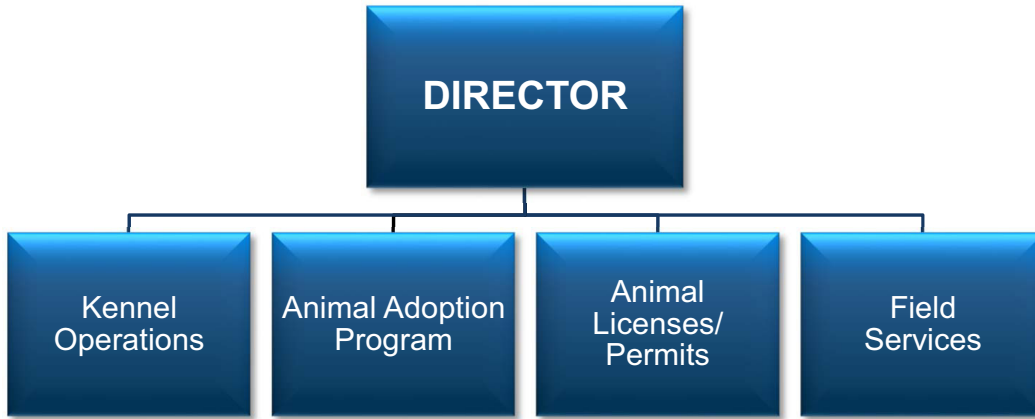 DIRECTOR
Kennel
Operations
Animal Adoption
Program
Animal
Licenses/
Permits
Field
Services